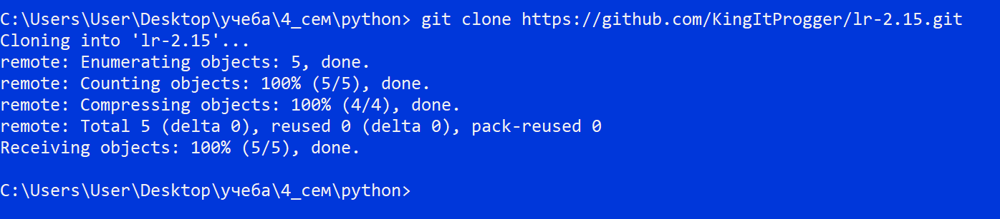 C:\Users\User\Desktop\учеба\4_сем\python> git clone https://github.com/KingItProgger/lr-2.15.git
Cloning into 'lr-2.15'...
remote: Enumerating objects: 5, done.
remote: Counting objects: 100% (5/5), done.
remote: Compressing objects: 100% (4/4), done.
remote: Total 5 (delta 0), reused 0 (delta 0), pack-reused 0
Receiving objects: 100% (5/5), done.
C:\Users\User\Desktop\учеба\4_сем\python>